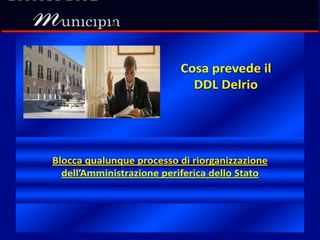 Municipia
Cosa prevede il
DDL Delrio
Blocca qualunque processo di riorganizzazione
dell'Amministrazione periferica dello Stato